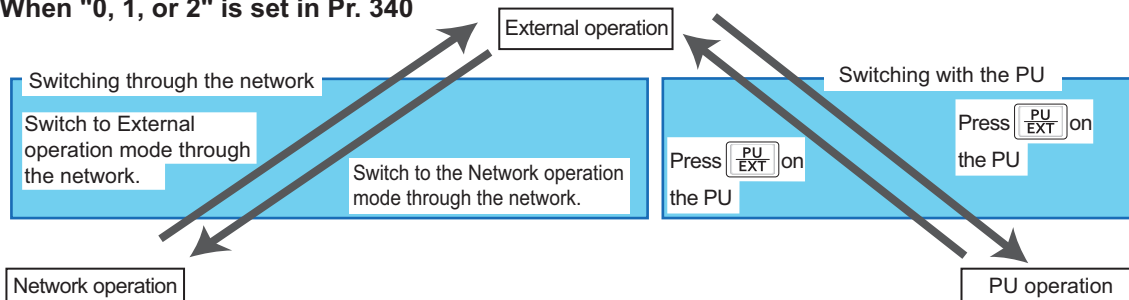 When "0, 1, or 2" is set in Pr. 340
External operation
Switching through the network
Switch to External
operation mode through
the network.
Switch to the Network operation
mode through the network.
Switching with the PU
Press PU/EXT on
the PU
Press PU/EXT on
the PU
Network operation
PU operation